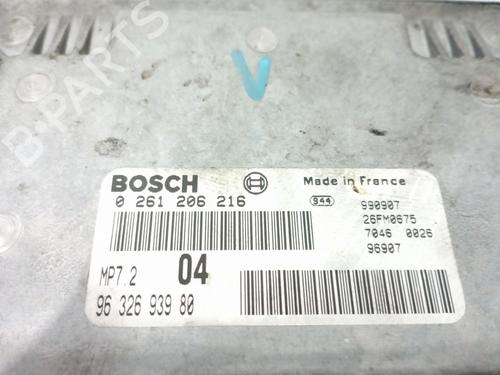 V
B-PARTS
BOSCH
Made in France
0 261 206 216
944
990907
26FM0675
7046 0026
96907
MP7.2
04
96 326 939 80